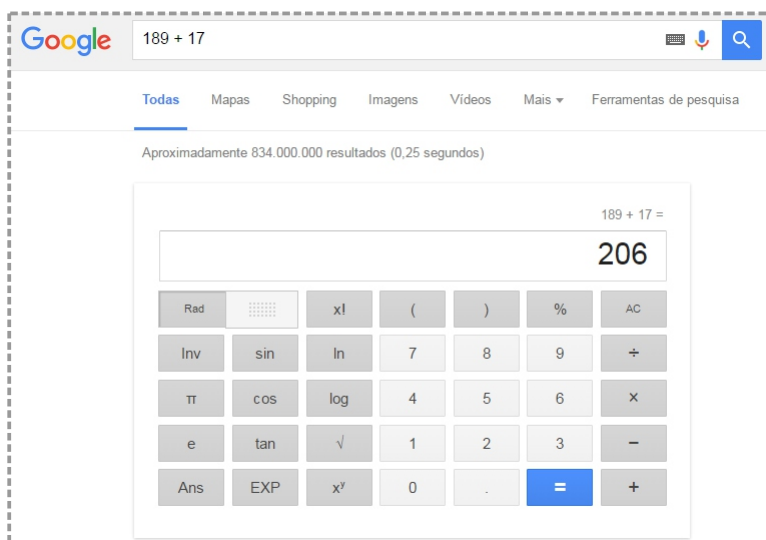 Google 189 + 17
Todas Mapas Shopping Imagens Vídeos Mais Ferramentas de pesquisa
Aproximadamente 834.000.000 resultados (0,25 segundos)
189 + 17 =
206
Rad x! ( ) % AC
Inv sin ln 7 8 9 ÷
π cos log 4 5 6 ×
e tan √ 1 2 3 −
Ans EXP xʸ 0 . = +